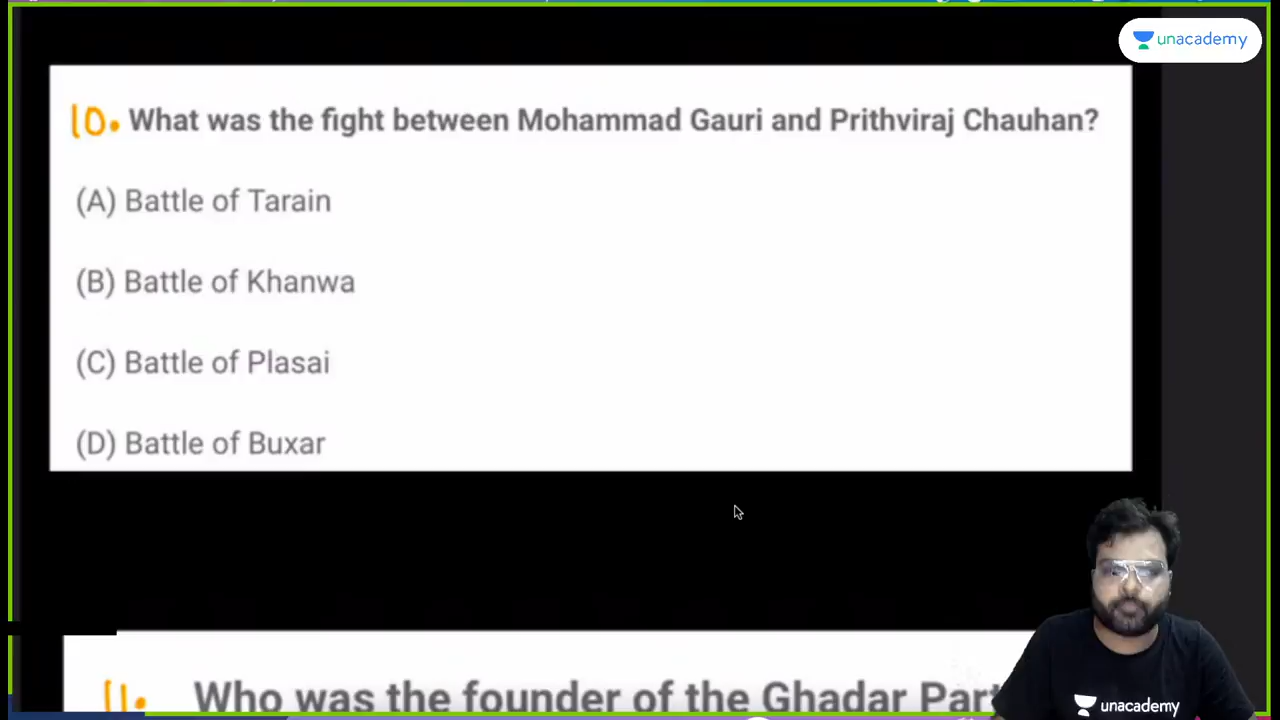 unacademy
10. What was the fight between Mohammad Gauri and Prithviraj Chauhan?
(A) Battle of Tarain
(B) Battle of Khanwa
(C) Battle of Plasai
(D) Battle of Buxar
11. Who was the founder of the Ghadar Part
unacademy